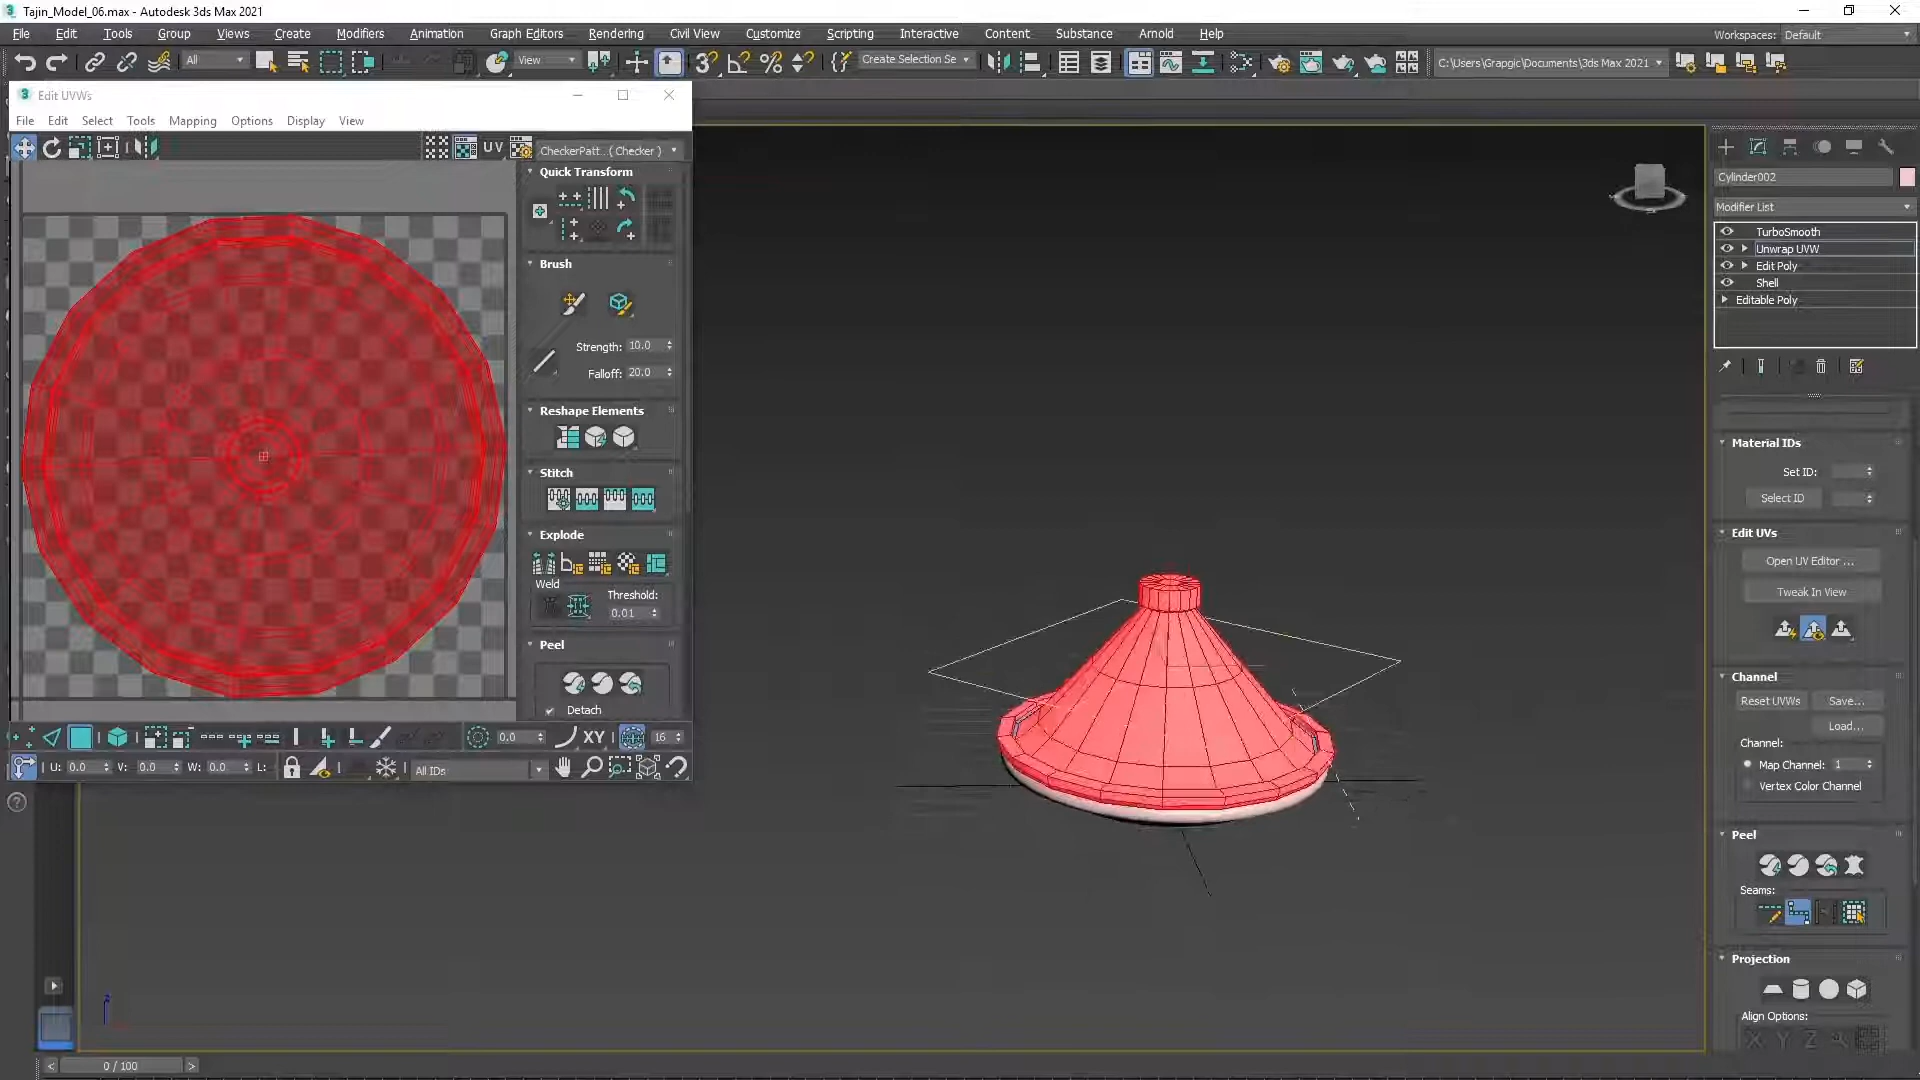 Tajin_Model_06.max - Autodesk 3ds Max 2021
File Edit Tools Group Views Create Modifiers Animation Graph Editors Rendering Civil View Customize Scripting Interactive Content Substance Arnold Help
Workspaces: Default
All
View
Create Selection Se
C:\Users\Grapgic\Documents\3ds Max 2021
Edit UVWs
File Edit Select Tools Mapping Options Display View
UV
CheckerPatt.. ( Checker )
Quick Transform
Brush
Strength: 10.0
Falloff: 20.0
Reshape Elements
Stitch
Explode
Weld
Threshold:
0.01
Peel
Detach
0.0
XY
16
U: 0.0 V: 0.0 W: 0.0 L:
All IDs
Cylinder002
Modifier List
TurboSmooth
Unwrap UVW
Edit Poly
Shell
Editable Poly
Material IDs
Set ID:
Select ID
Edit UVs
Open UV Editor ...
Tweak In View
Channel
Reset UVWs Save...
Load...
Channel:
Map Channel: 1
Vertex Color Channel
Peel
Seams:
Projection
Align Options:
X Y Z
z
< 0 / 100 >